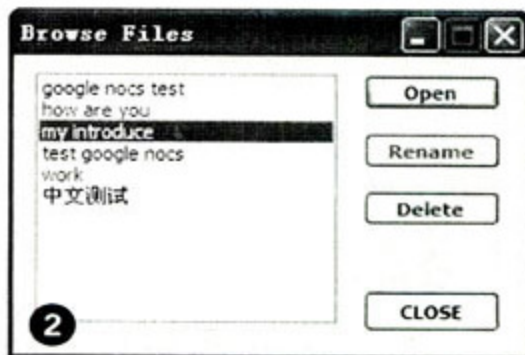 Browse Files
google nocs test
how are you
my introduce
test google nocs
work
中文测试
Open
Rename
Delete
CLOSE
2